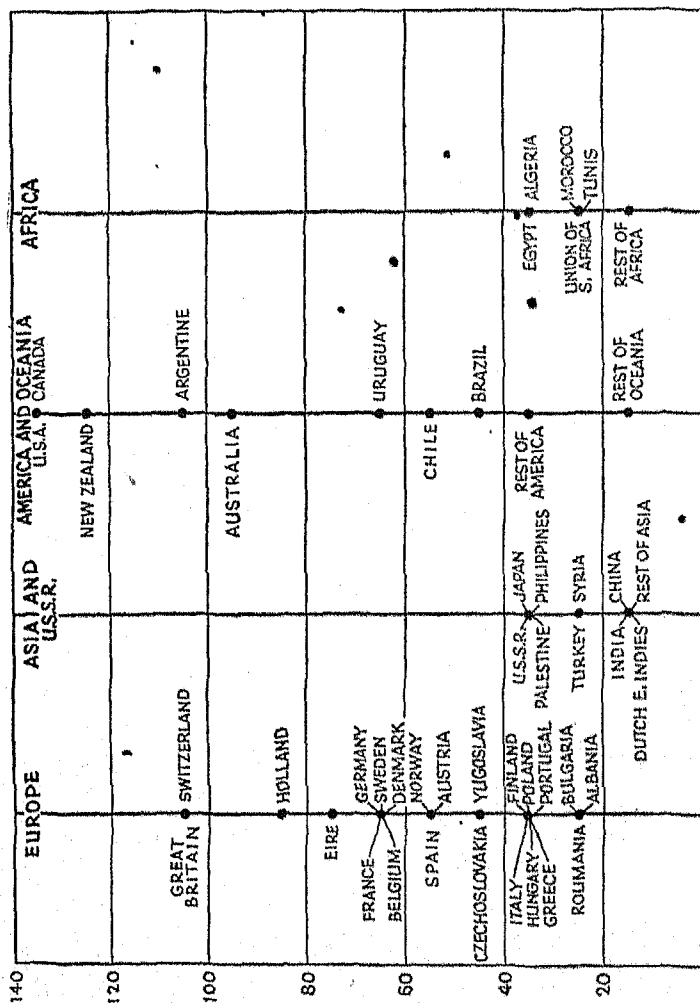 EUROPE
ASIA AND
U.S.S.R.
AMERICA AND OCEANIA
AFRICA
140
120
100
80
60
40
20
GREAT
BRITAIN
SWITZERLAND
HOLLAND
EIRE
FRANCE
BELGIUM
GERMANY
SWEDEN
DENMARK
NORWAY
SPAIN
AUSTRIA
CZECHOSLOVAKIA
YUGOSLAVIA
ITALY
HUNGARY
GREECE
FINLAND
POLAND
PORTUGAL
ROUMANIA
BULGARIA
ALBANIA
U.S.S.R.
JAPAN
PALESTINE
PHILIPPINES
TURKEY
SYRIA
INDIA
CHINA
DUTCH E. INDIES
REST OF ASIA
U.S.A.
CANADA
NEW ZEALAND
ARGENTINE
AUSTRALIA
URUGUAY
CHILE
BRAZIL
REST OF
AMERICA
REST OF
OCEANIA
EGYPT
ALGERIA
UNION OF
S. AFRICA
MOROCCO
TUNIS
REST OF
AFRICA